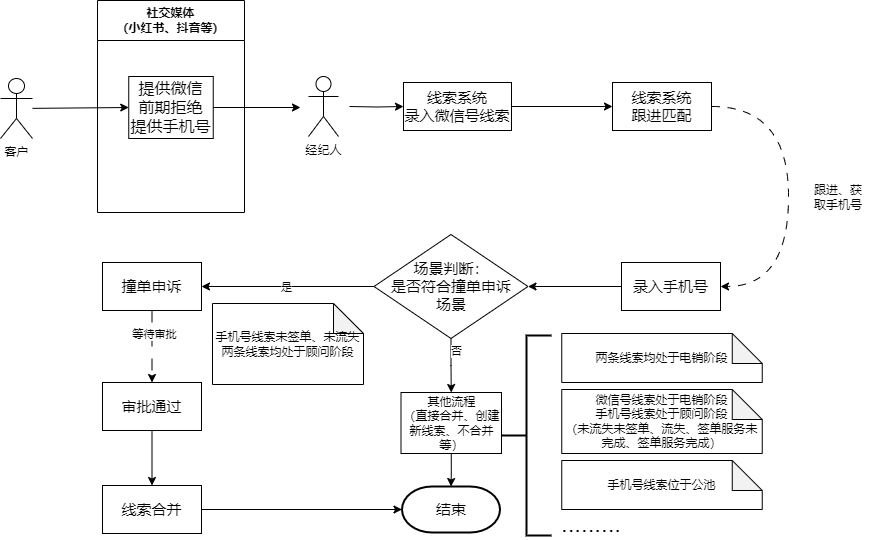 社交媒体
（小红书、抖音等）
提供微信
前期拒绝
提供手机号
客户
经纪人
线索系统
录入微信号线索
线索系统
跟进匹配
跟进、获
取手机号
录入手机号
场景判断：
是否符合撞单申诉
场景
是
撞单申诉
手机号线索未签单、未流失
两条线索均处于顾问阶段
等待审批
审批通过
线索合并
否
其他流程
（直接合并、创建
新线索、不合并
等）
结束
两条线索均处于电销阶段
微信号线索处于电销阶段
手机号线索处于顾问阶段
（未流失未签单、流失、签单服务未
完成、签单服务完成）
手机号线索位于公池
………